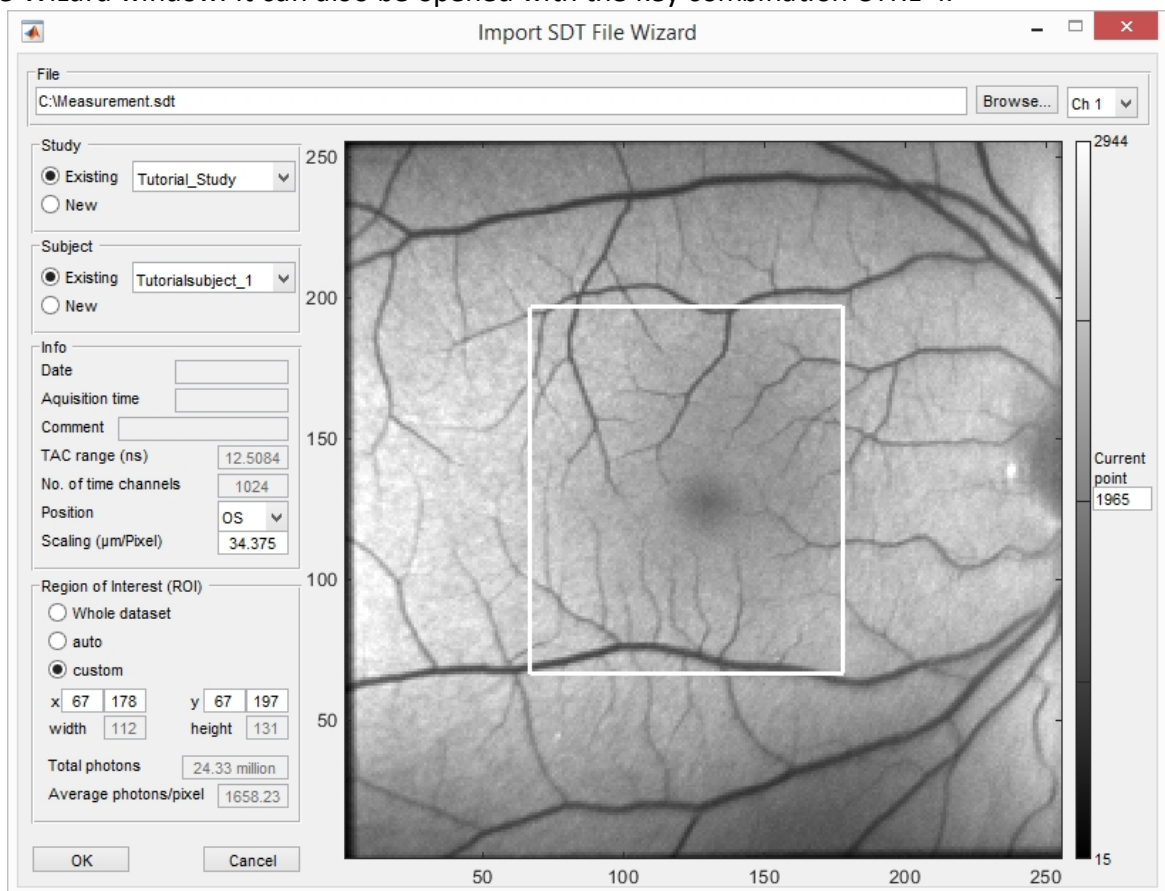 Import SDT File Wizard
File
C:\Measurement.sdt
Browse...
Ch 1
Study
Existing
Tutorial_Study
New
Subject
Existing
Tutorialsubject_1
New
Info
Date
Aquisition time
Comment
TAC range (ns)
12.5084
No. of time channels
1024
Position
OS
Scaling (µm/Pixel)
34.375
Region of Interest (ROI)
Whole dataset
auto
custom
x 67 178 y 67 197
width 112 height 131
Total photons
24.33 million
Average photons/pixel
1658.23
OK
Cancel
250
200
150
100
50
50 100 150 200 250
2944
Current
point
1965
15